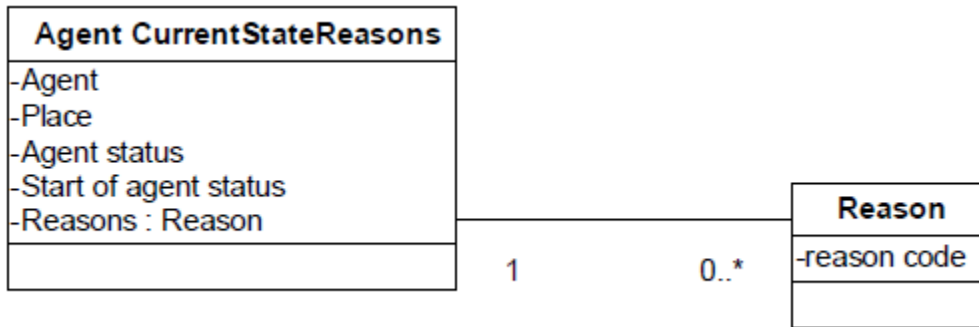 Agent CurrentStateReasons
-Agent
-Place
-Agent status
-Start of agent status
-Reasons : Reason
Reason
-reason code
1
0..*